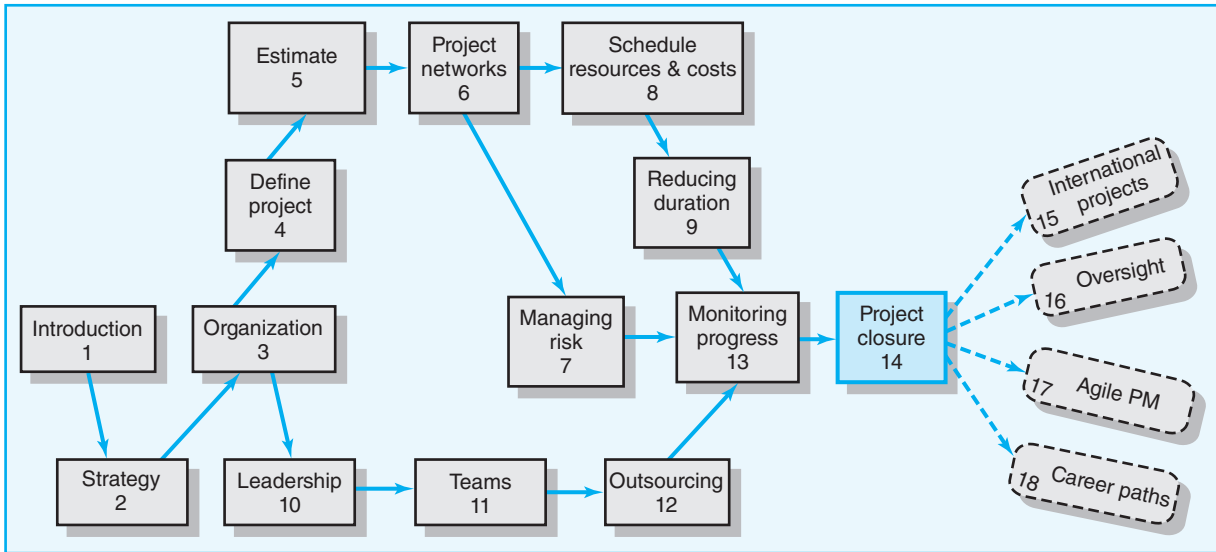 Estimate
5
Project
networks
6
Schedule
resources & costs
8
Define
project
4
Reducing
duration
9
International
projects
15
Oversight
16
Introduction
1
Organization
3
Managing
risk
7
Monitoring
progress
13
Project
closure
14
Agile PM
17
Strategy
2
Leadership
10
Teams
11
Outsourcing
12
Career paths
18